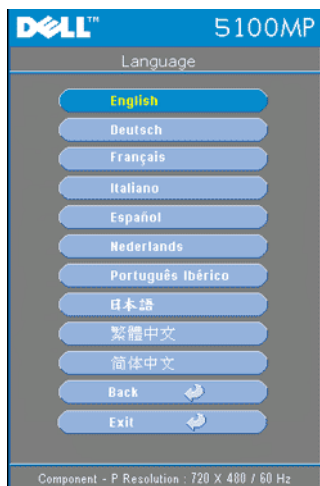 DELL™ 5100MP
Language
English
Deutsch
Français
Italiano
Español
Nederlands
Português Ibérico
日本語
繁體中文
简体中文
Back
Exit
Component - P Resolution : 720 X 480 / 60 Hz